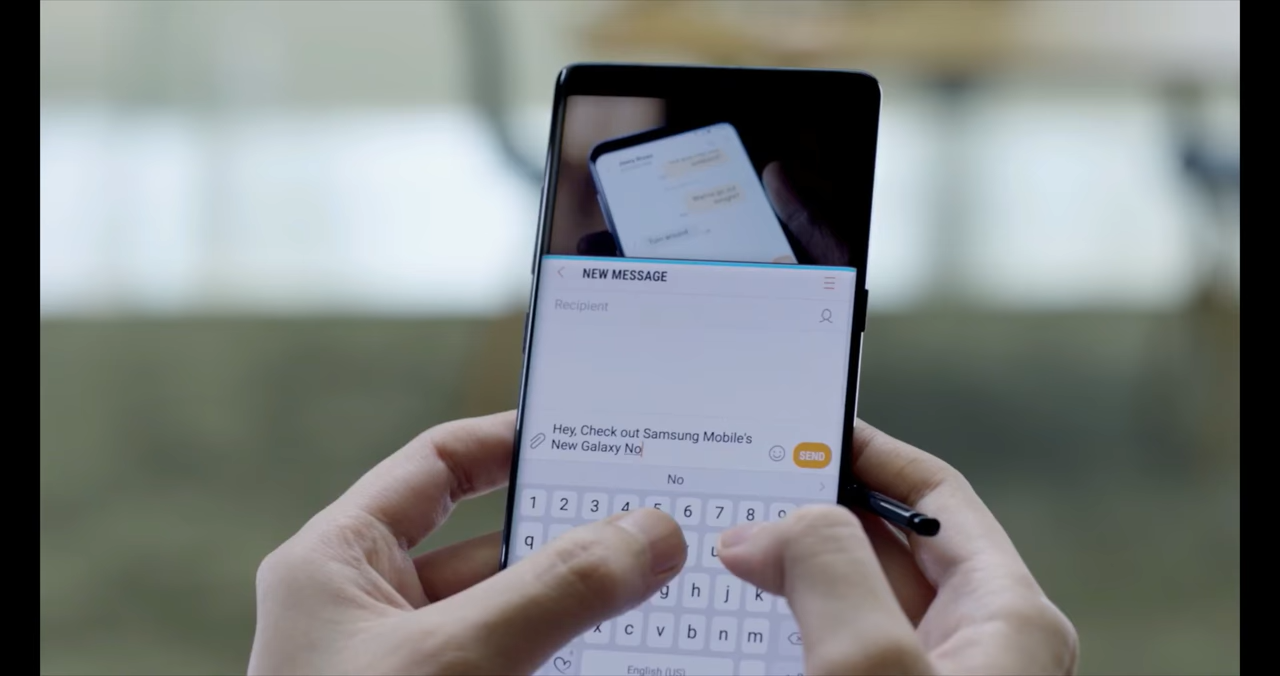 NEW MESSAGE
Recipient
Hey, Check out Samsung Mobile's
New Galaxy No
SEND
No
1 2 3 4 5 6 7 8 9
q
g h j k
x c v b n m
English (US)